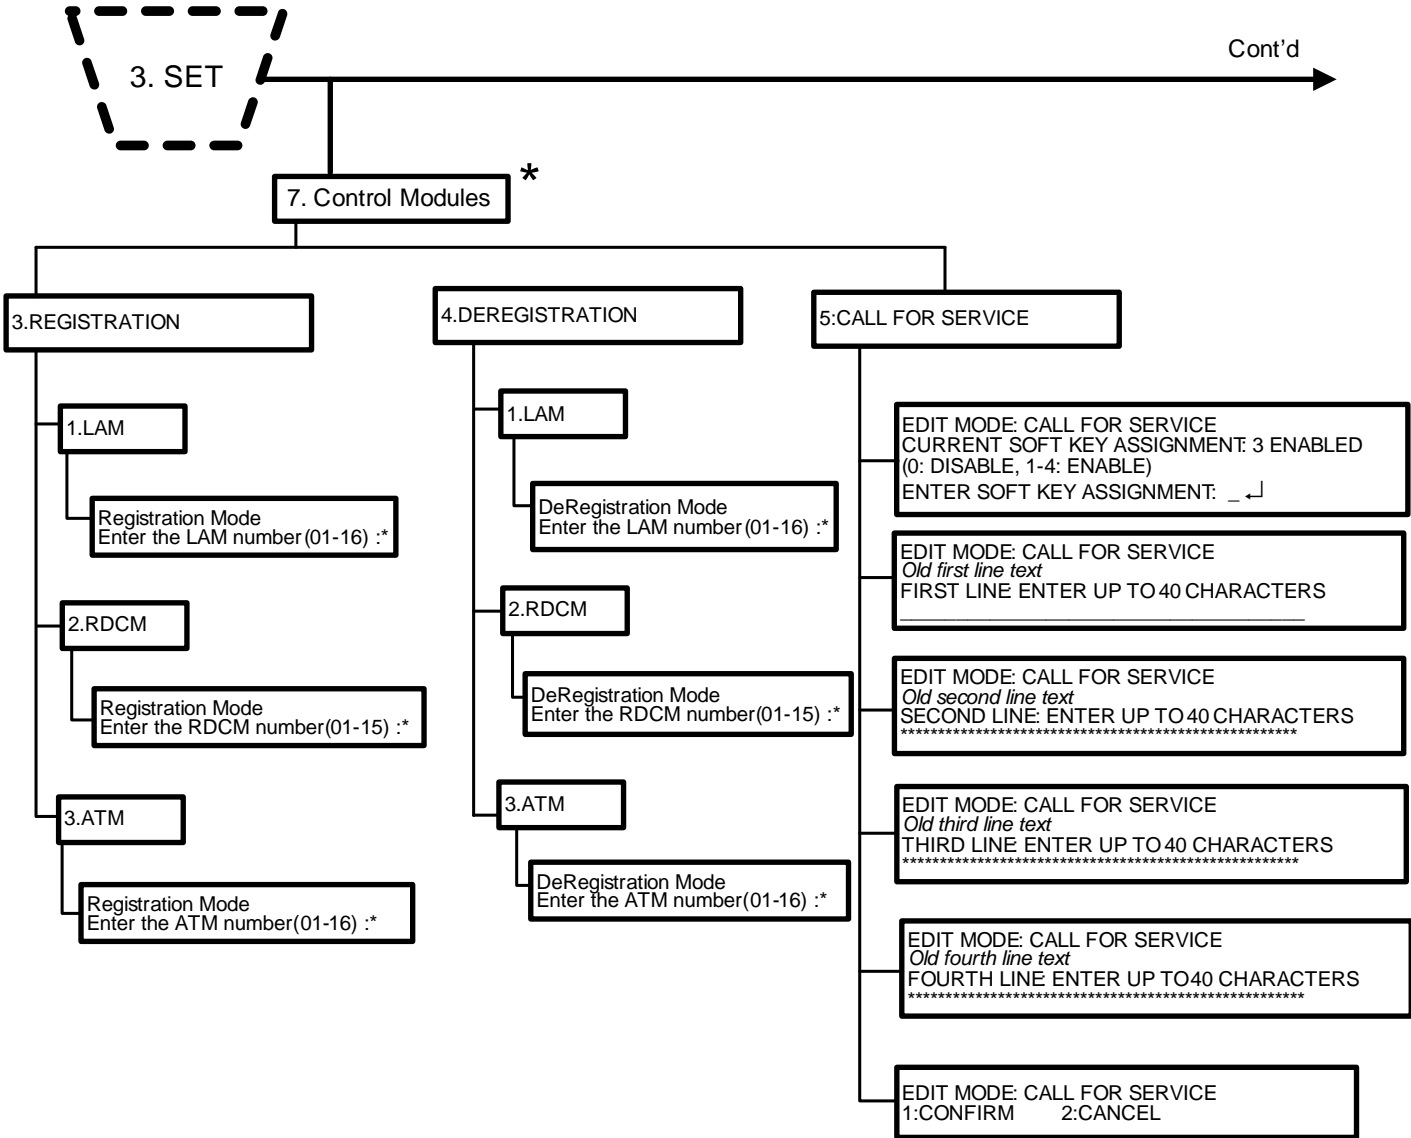 3. SET
Cont'd
7. Control Modules
*
3.REGISTRATION
1.LAM
Registration Mode
Enter the LAM number(01-16) :*
2.RDCM
Registration Mode
Enter the RDCM number(01-15) :*
3.ATM
Registration Mode
Enter the ATM number(01-16) :*
4.DEREGISTRATION
1.LAM
DeRegistration Mode
Enter the LAM number(01-16) :*
2.RDCM
DeRegistration Mode
Enter the RDCM number(01-15) :*
3.ATM
DeRegistration Mode
Enter the ATM number(01-16) :*
5:CALL FOR SERVICE
EDIT MODE: CALL FOR SERVICE
CURRENT SOFT KEY ASSIGNMENT: 3 ENABLED
(0: DISABLE, 1-4: ENABLE)
ENTER SOFT KEY ASSIGNMENT: _ ↵
EDIT MODE: CALL FOR SERVICE
Old first line text
FIRST LINE: ENTER UP TO 40 CHARACTERS
________________________________________
EDIT MODE: CALL FOR SERVICE
Old second line text
SECOND LINE: ENTER UP TO 40 CHARACTERS
*****************************************************
EDIT MODE: CALL FOR SERVICE
Old third line text
THIRD LINE: ENTER UP TO 40 CHARACTERS
*****************************************************
EDIT MODE: CALL FOR SERVICE
Old fourth line text
FOURTH LINE: ENTER UP TO 40 CHARACTERS
*****************************************************
EDIT MODE: CALL FOR SERVICE
1:CONFIRM 2:CANCEL